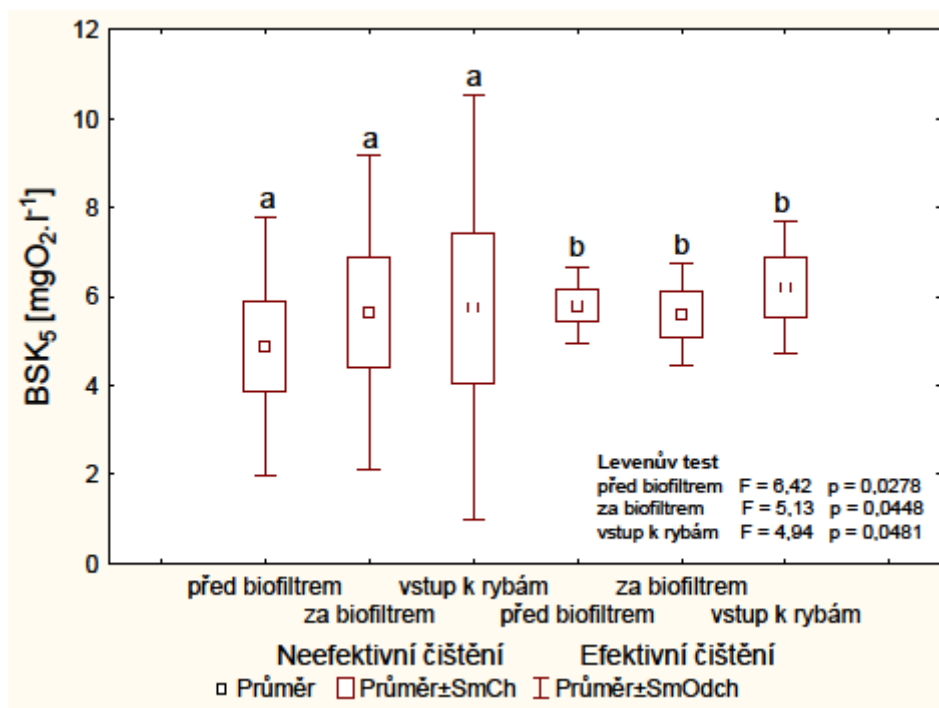 12
10
8
6
4
2
0
BSK5 [mgO2.l-1]
a
a
a
b
b
b
Levenův test
před biofiltrem F = 6,42 p = 0,0278
za biofiltrem F = 5,13 p = 0,0448
vstup k rybám F = 4,94 p = 0,0481
před biofiltrem vstup k rybám za biofiltrem
za biofiltrem před biofiltrem vstup k rybám
Neefektivní čištění Efektivní čištění
Průměr Průměr±SmCh Průměr±SmOdch